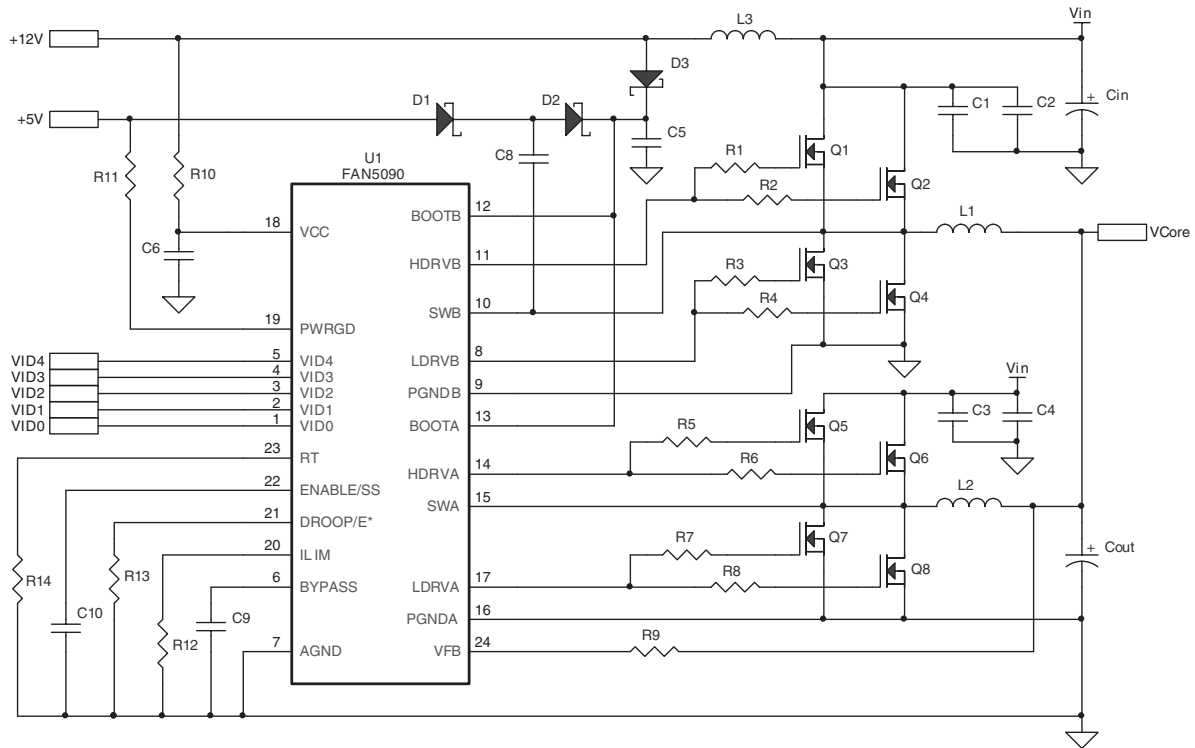 L3
Vin
+12V
D3
D1
D2
C1
C2
+
Cin
+5V
C5
C8
R1
Q1
U1
FAN5090
R11
R10
R2
Q2
12
BOOTB
L1
18
VCC
VCore
C6
11
HDRVB
R3
Q3
R4
Q4
10
SWB
19
PWRGD
8
LDRVB
VID4
5
VID4
VID3
4
VID3
Vin
VID2
3
VID2
9
PGNDB
VID1
2
VID1
C3
C4
VID0
1
VID0
13
BOOTA
R5
Q5
23
RT
R6
Q6
14
HDRVA
22
ENABLE/SS
L2
15
SWA
21
DROOP/E*
R7
Q7
20
ILIM
+
Cout
R14
R13
R8
Q8
6
BYPASS
17
LDRVA
C10
C9
16
PGNDA
R12
R9
7
AGND
24
VFB